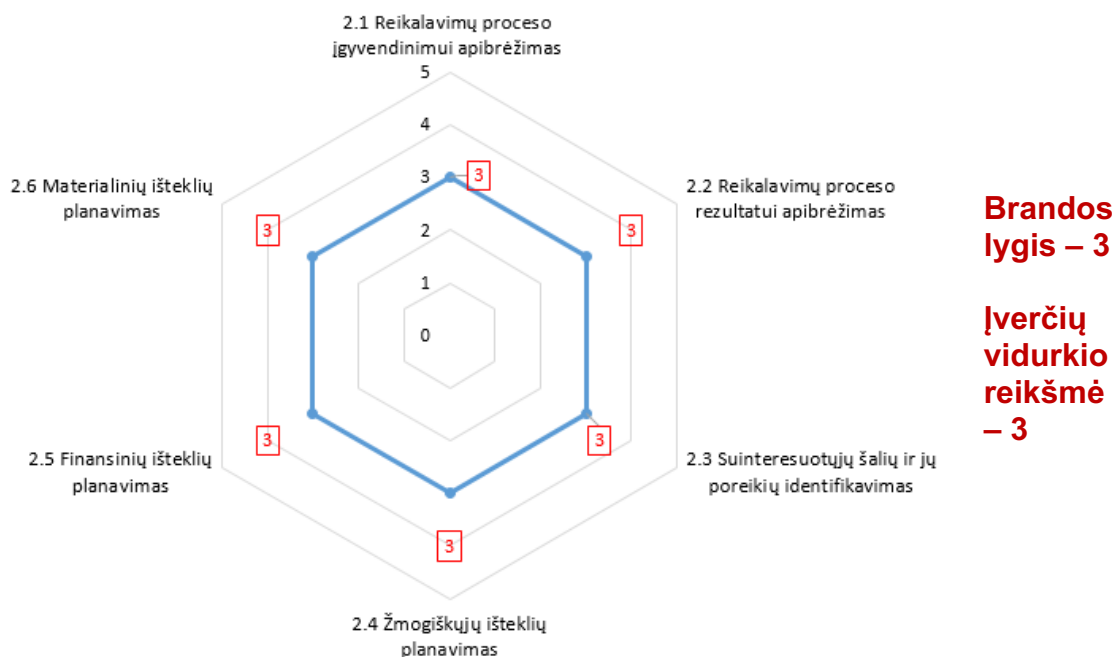 2.1 Reikalavimų proceso
įgyvendinimui apibrėžimas
5
4
3
3
2
1
0
2.2 Reikalavimų proceso
rezultatui apibrėžimas
3
2.3 Suinteresuotųjų šalių ir jų
poreikių identifikavimas
3
2.4 Žmogiškųjų išteklių
planavimas
3
2.5 Finansinių išteklių
planavimas
3
2.6 Materialinių išteklių
planavimas
3
Brandos
lygis – 3
Įverčių
vidurkio
reikšmė
– 3